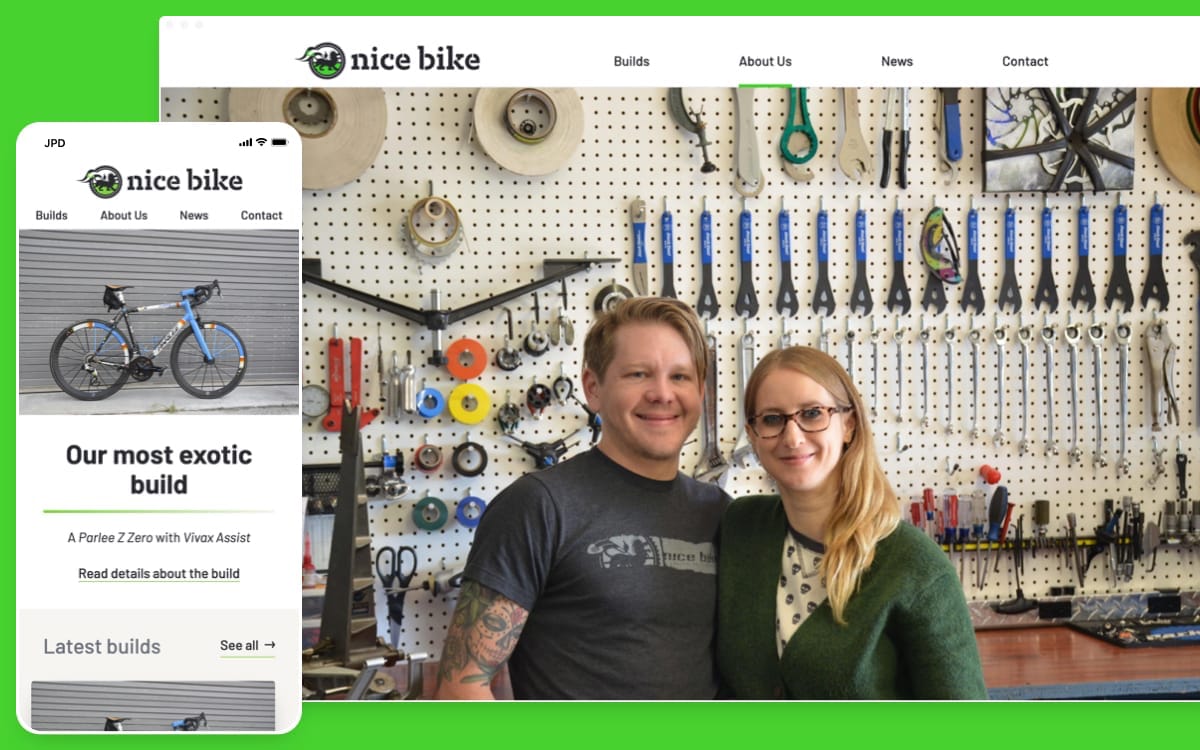 nice bike
Builds
About Us
News
Contact
JPD
nice bike
Builds
About Us
News
Contact
Our most exotic
build
A Parlee Z Zero with Vivax Assist
Read details about the build
Latest builds
See all →
nice bike